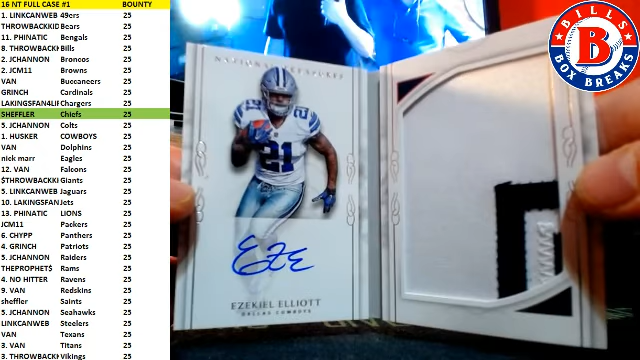 16 NT FULL CASE #1 BOUNTY
1. LINKCANWEB 49ers 25
THROWBACKKI Bears 25
11. PHINATIC Bengals 25
8. THROWBACKK Bills 25
2. JCHANNON Broncos 25
2. JCM11 Browns 25
VAN Buccaneers 25
GRINCH Cardinals 25
LAKINGSFAN4LIF Chargers 25
SHEFFLER Chiefs 25
5. JCHANNON Colts 25
1. HUSKER COWBOYS 25
VAN Dolphins 25
nick marr Eagles 25
12. VAN Falcons 25
$THROWBACKKI Giants 25
5. LINKCANWEB Jaguars 25
10. LAKINGSFAN Jets 25
13. PHINATIC LIONS 25
JCM11 Packers 25
6. CHYPP Panthers 25
4. GRINCH Patriots 25
5. JCHANNON Raiders 25
THEPROPHET$ Rams 25
4. NO HITTER Ravens 25
9. VAN Redskins 25
sheffler Saints 25
5. JCHANNON Seahawks 25
LINKCANWEB Steelers 25
VAN Texans 25
3. VAN Titans 25
3. THROWBACKK Vikings 25
NATIONAL TREASURES
21
21
EZE
EZEKIEL ELLIOTT
DALLAS COWBOYS
BILLS
B
BOX BREAKS